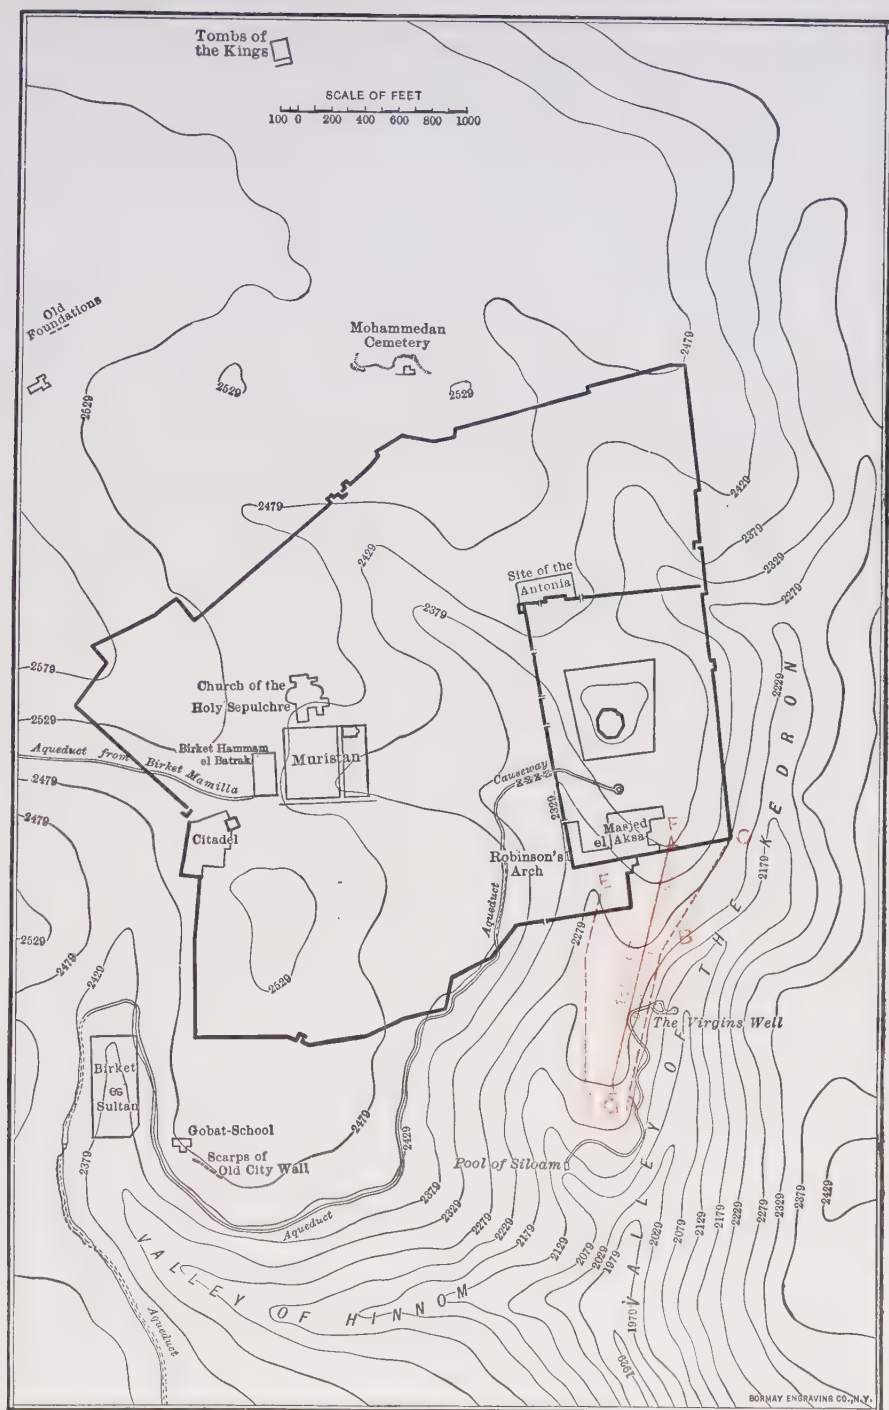 Tombs of
the Kings
SCALE OF FEET
100 0 200 400 600 800 1000
Old
Foundations
Mohammedan
Cemetery
2479
2529
2529
2529
2479
2429
2429
2379
2329
2279
2379
Site of the
Antonia
2579
2529
2229
Church of the
Holy Sepulchre
Birket Hammam
el Batrak
Muristan
Aqueduct from Birket Mamilla
2479
2479
Causeway
2329
Masjed
el Aksa
F
C
Citadel
Robinson's
Arch
E
2179
VALLEY OF THE KEDRON
Aqueduct
2279
B
2529
2479
2429
2529
The Virgins Well
Birket
es
Sultan
G
Gobat-School
Scarps of
Old City Wall
2479
2429
Pool of Siloam
2379
2379
2329
2279
2229
2179
2129
2079
2029
1979
Aqueduct
2029
2079
2129
2179
2229
2279
2329
2379
2429
VALLEY OF HINNOM
1979
1929
Aqueduct
BORMAY ENGRAVING CO., N.Y.